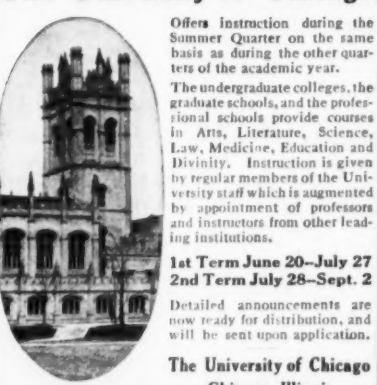 Offers instruction during the
Summer Quarter on the same
basis as during the other quar-
ters of the academic year.
The undergraduate colleges, the
graduate schools, and the profes-
sional schools provide courses
in Arts, Literature, Science,
Law, Medicine, Education and
Divinity. Instruction is given
by regular members of the Uni-
versity staff which is augmented
by appointment of professors
and instructors from other lead-
ing institutions.
1st Term June 20–July 27
2nd Term July 28–Sept. 2
Detailed announcements are
now ready for distribution, and
will be sent upon application.
The University of Chicago